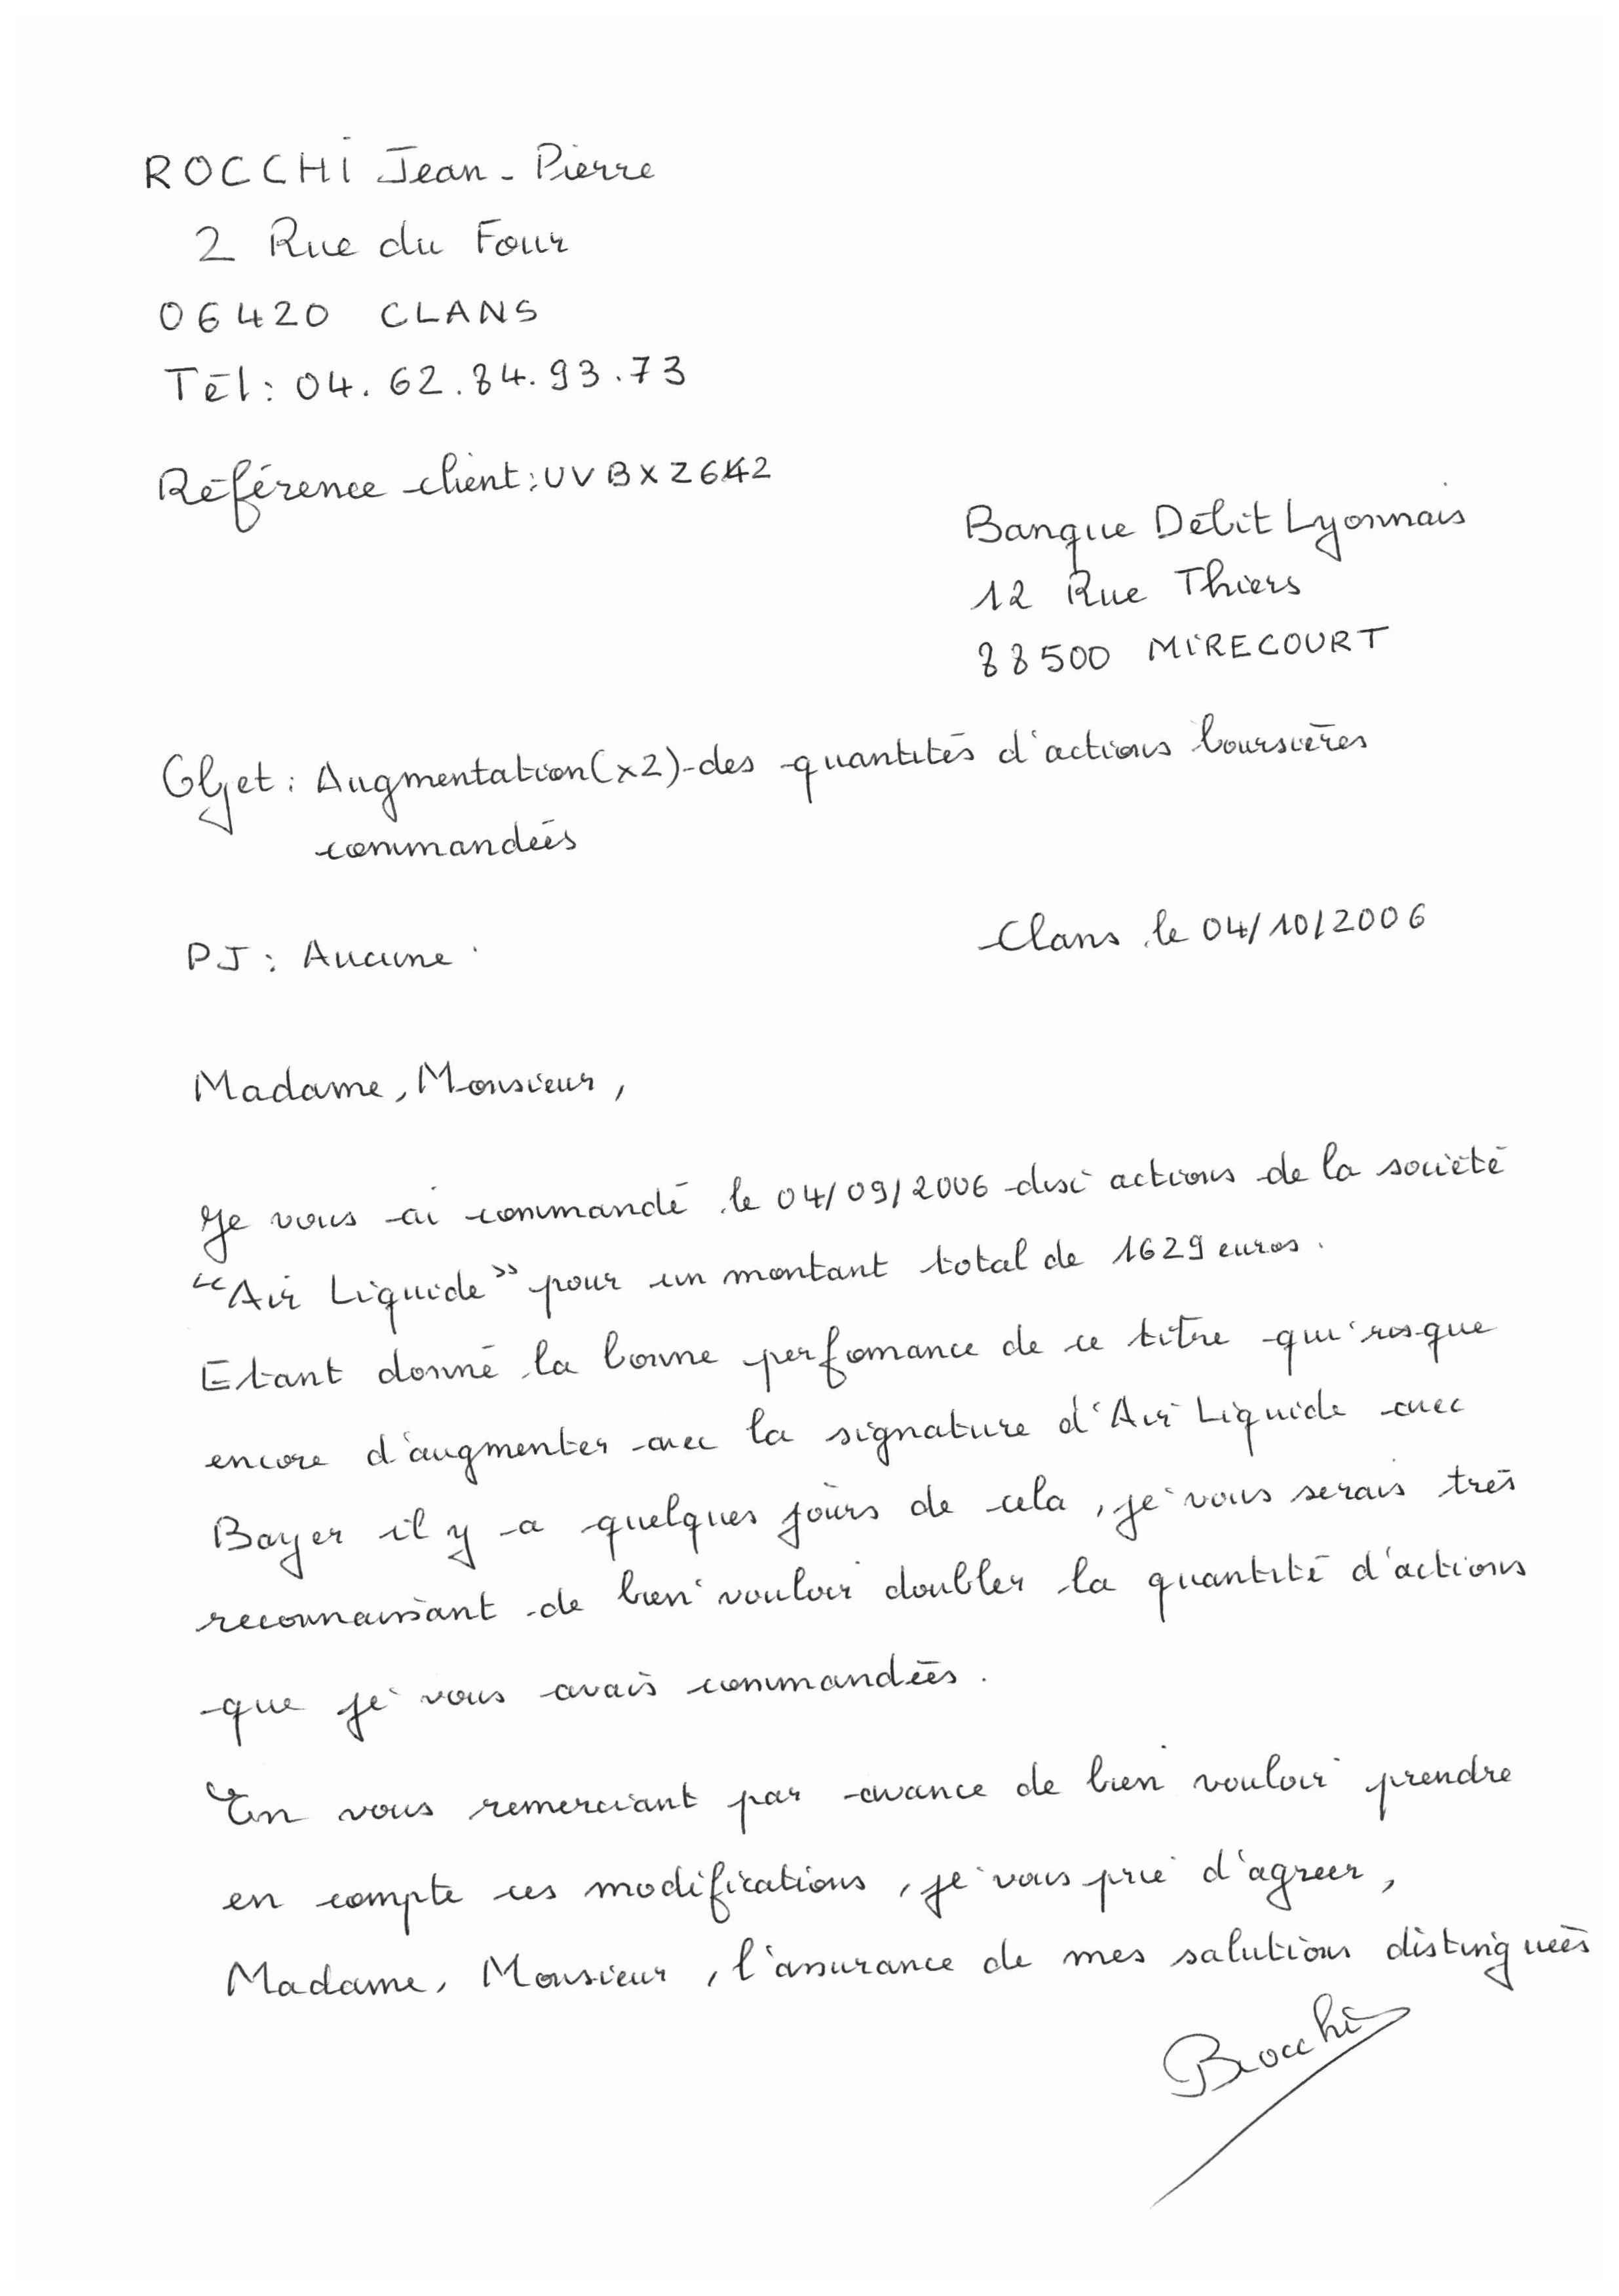 ROCCHI Jean-Pierre
2 Rue du Four
06420 CLANS
Tél: 04.62.84.93.73
Référence client: UVBXZ642
Banque Débit Lyonnais
12 Rue Thiers
88500 MIRECOURT
Objet: Augmentation (x2) des quantités d'actions boursières
commandées
Clans le 04/10/2006
PJ: Aucune.
Madame, Monsieur,
Je vous ai commandé le 04/09/2006 dix actions de la société
"Air Liquide" pour un montant total de 1629 euros.
Etant donné la bonne perfomance de ce titre qui risque
encore d'augmenter avec la signature d'Air Liquide avec
Bayer il y a quelques jours de cela, je vous serais très
reconnaissant de bien vouloir doubler la quantité d'actions
que je vous avais commandées.
En vous remerciant par avance de bien vouloir prendre
en compte ces modifications, je vous prie d'agreer,
Madame, Monsieur, l'assurance de mes salutions distinguées
Rocchi